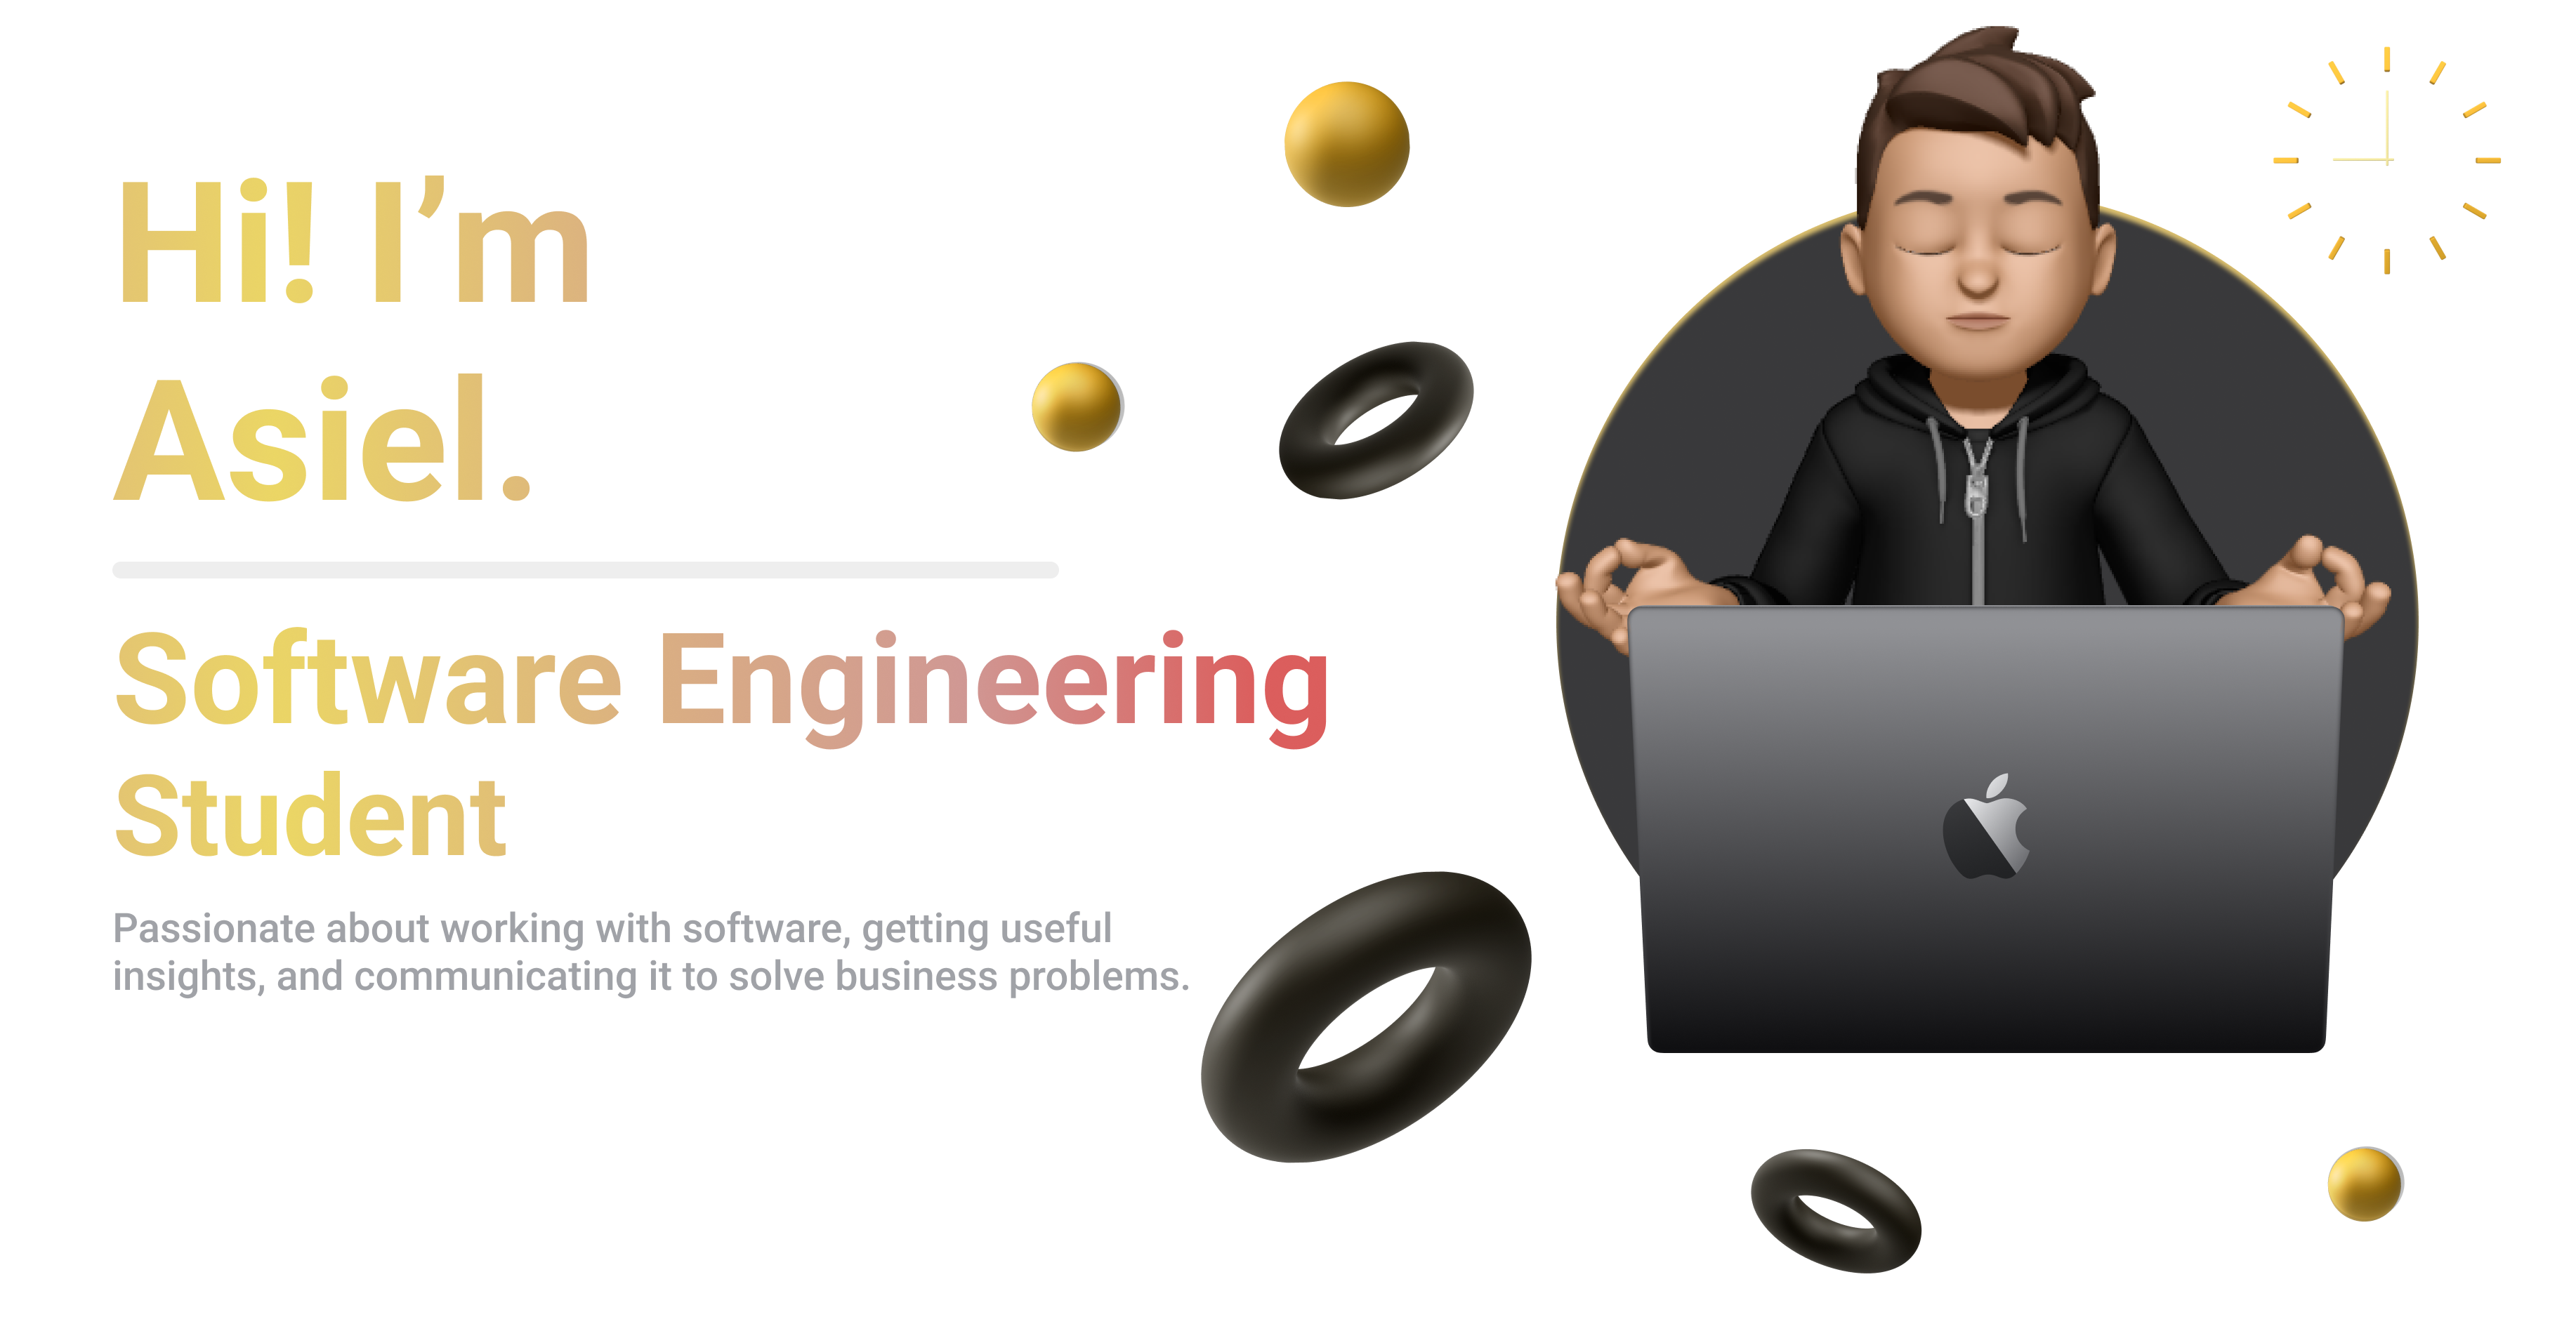 Hi! I’m
Asiel.
Software Engineering
Student
Passionate about working with software, getting useful
insights, and communicating it to solve business problems.